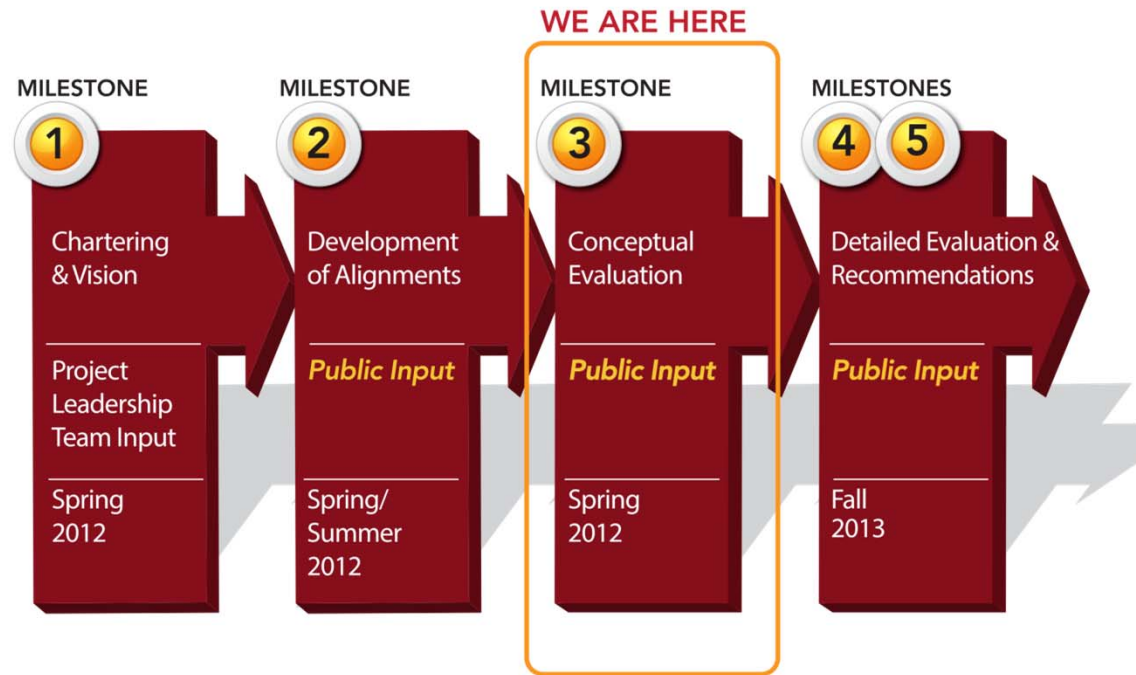 WE ARE HERE
MILESTONE
1
Chartering
& Vision
Project
Leadership
Team Input
Spring
2012
MILESTONE
2
Development
of Alignments
Public Input
Spring/
Summer
2012
MILESTONE
3
Conceptual
Evaluation
Public Input
Spring
2012
MILESTONES
4 5
Detailed Evaluation &
Recommendations
Public Input
Fall
2013